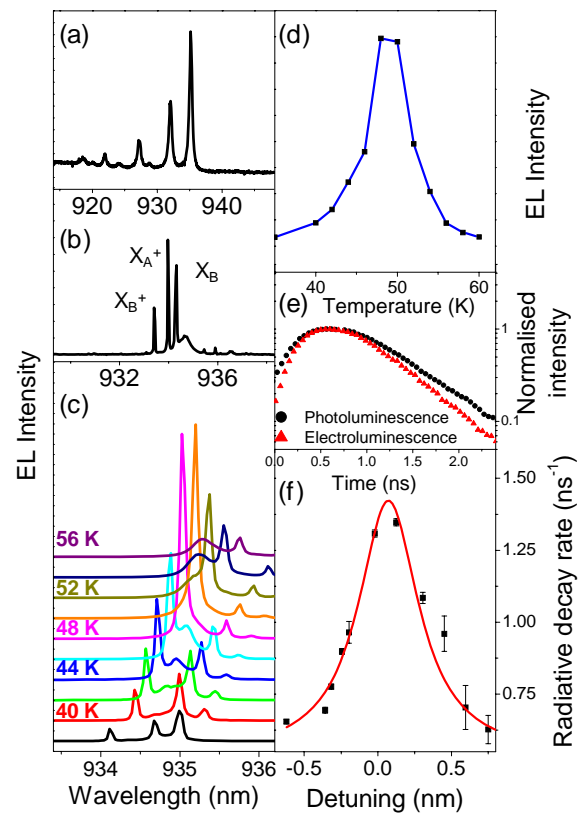 (a)
920 930 940
(b)
X_A^+
X_B
X_B^+
932 936
(c)
EL Intensity
56 K
52 K
48 K
44 K
40 K
934 935 936
Wavelength (nm)
(d)
EL Intensity
40 50 60
Temperature (K)
(e)
Normalised
intensity
1
0.1
Photoluminescence
Electroluminescence
0.0 0.5 1.0 1.5 2.0
Time (ns)
(f)
Radiative decay rate (ns⁻¹)
1.50
1.25
1.00
0.75
-0.5 0.0 0.5
Detuning (nm)